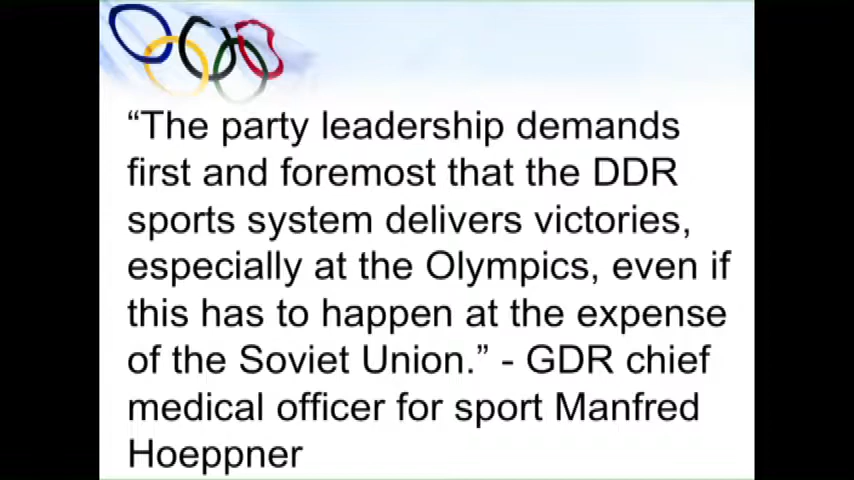 “The party leadership demands
first and foremost that the DDR
sports system delivers victories,
especially at the Olympics, even if
this has to happen at the expense
of the Soviet Union.” - GDR chief
medical officer for sport Manfred
Hoeppner